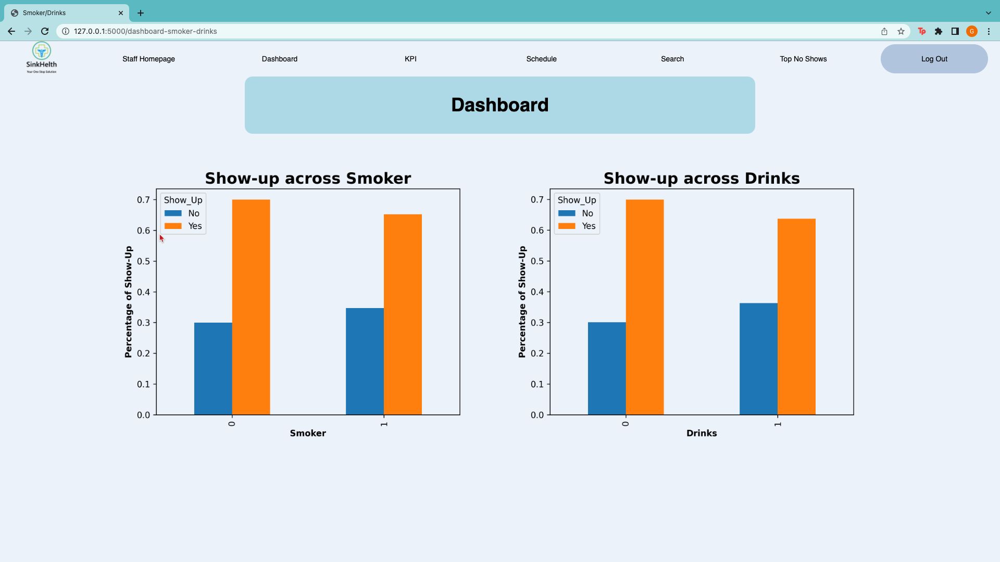 Smoker/Drinks
127.0.0.1:5000/dashboard-smoker-drinks
Tp
G
SinkHelth
Your One Stop Solution
Staff Homepage
Dashboard
KPI
Schedule
Search
Top No Shows
Log Out
Dashboard
Show-up across Smoker
Show_Up
No
Yes
Percentage of Show-Up
0.7
0.6
0.5
0.4
0.3
0.2
0.1
0.0
0
1
Smoker
Show-up across Drinks
Show_Up
No
Yes
Percentage of Show-Up
0.7
0.6
0.5
0.4
0.3
0.2
0.1
0.0
0
1
Drinks